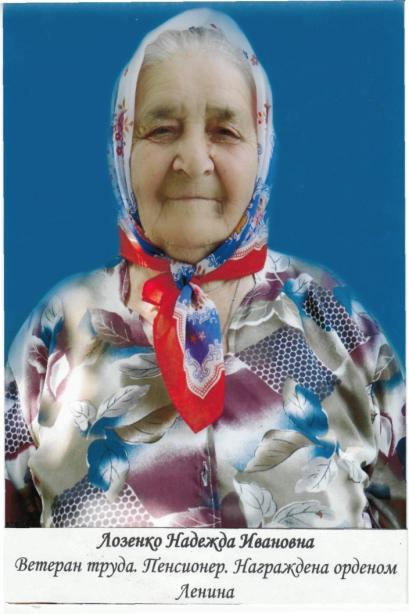 Лозенко Надежда Ивановна
Ветеран труда. Пенсионер. Награждена орденом
Ленина